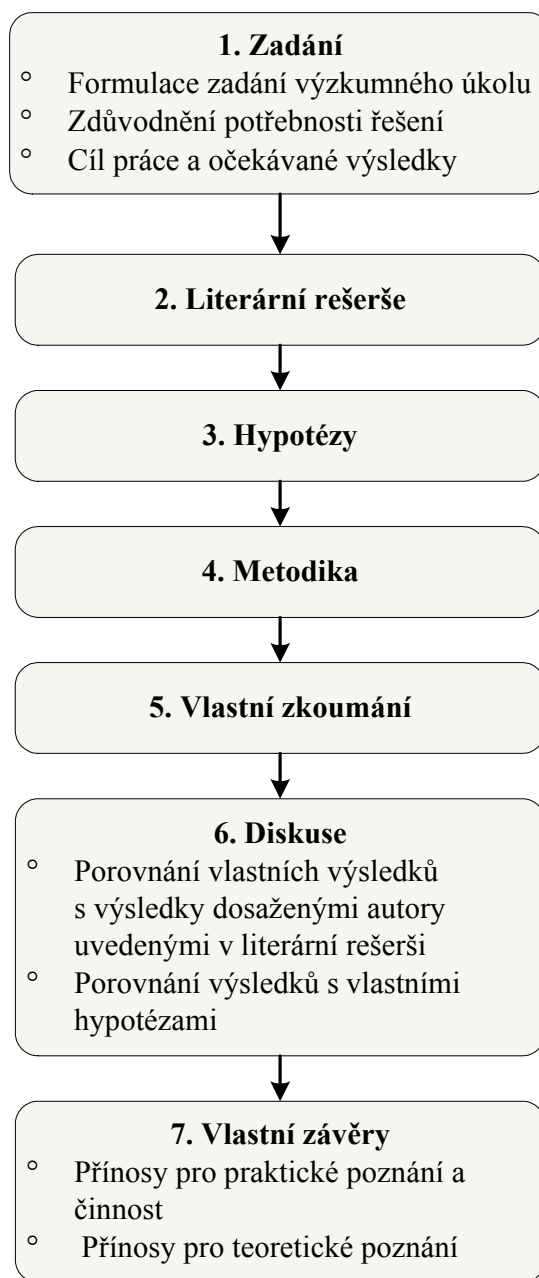 1. Zadání
° Formulace zadání výzkumného úkolu
° Zdůvodnění potřebnosti řešení
° Cíl práce a očekávané výsledky
2. Literární rešerše
3. Hypotézy
4. Metodika
5. Vlastní zkoumání
6. Diskuse
° Porovnání vlastních výsledků
s výsledky dosaženými autory
uvedenými v literární rešerši
° Porovnání výsledků s vlastními
hypotézami
7. Vlastní závěry
° Přínosy pro praktické poznání a
činnost
° Přínosy pro teoretické poznání